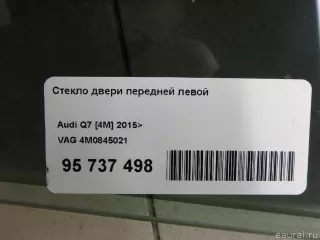 Стекло двери передней левой
Audi Q7 [4M] 2015>
VAG 4M0845021
95 737 498
eaural.ru